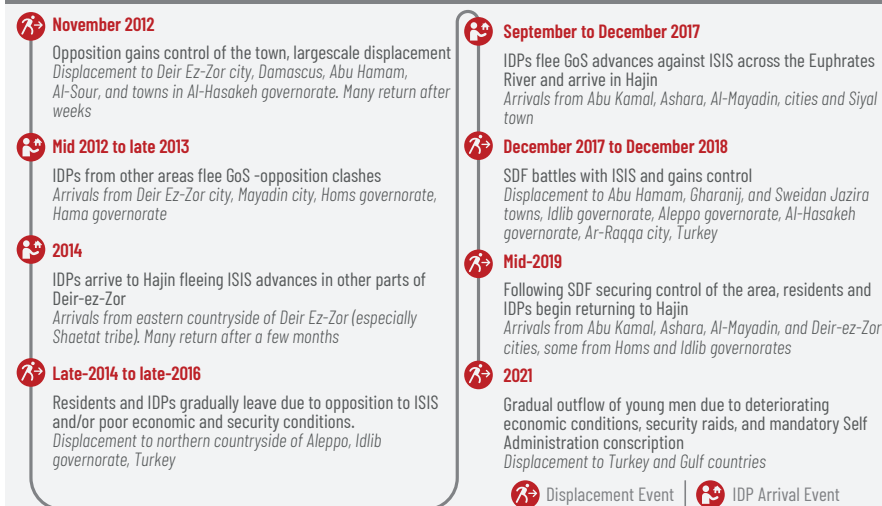 November 2012
Opposition gains control of the town, largescale displacement
Displacement to Deir Ez-Zor city, Damascus, Abu Hamam,
Al-Sour, and towns in Al-Hasakeh governorate. Many return after
weeks
Mid 2012 to late 2013
IDPs from other areas flee GoS -opposition clashes
Arrivals from Deir Ez-Zor city, Mayadin city, Homs governorate,
Hama governorate
2014
IDPs arrive to Hajin fleeing ISIS advances in other parts of
Deir-ez-Zor
Arrivals from eastern countryside of Deir Ez-Zor (especially
Shaetat tribe). Many return after a few months
Late-2014 to late-2016
Residents and IDPs gradually leave due to opposition to ISIS
and/or poor economic and security conditions.
Displacement to northern countryside of Aleppo, Idlib
governorate, Turkey
September to December 2017
IDPs flee GoS advances against ISIS across the Euphrates
River and arrive in Hajin
Arrivals from Abu Kamal, Ashara, Al-Mayadin, cities and Siyal
town
December 2017 to December 2018
SDF battles with ISIS and gains control
Displacement to Abu Hamam, Gharanij, and Sweidan Jazira
towns, Idlib governorate, Aleppo governorate, Al-Hasakeh
governorate, Ar-Raqqa city, Turkey
Mid-2019
Following SDF securing control of the area, residents and
IDPs begin returning to Hajin
Arrivals from Abu Kamal, Ashara, Al-Mayadin, and Deir-ez-Zor
cities, some from Homs and Idlib governorates
2021
Gradual outflow of young men due to deteriorating
economic conditions, security raids, and mandatory Self
Administration conscription
Displacement to Turkey and Gulf countries
Displacement Event
IDP Arrival Event